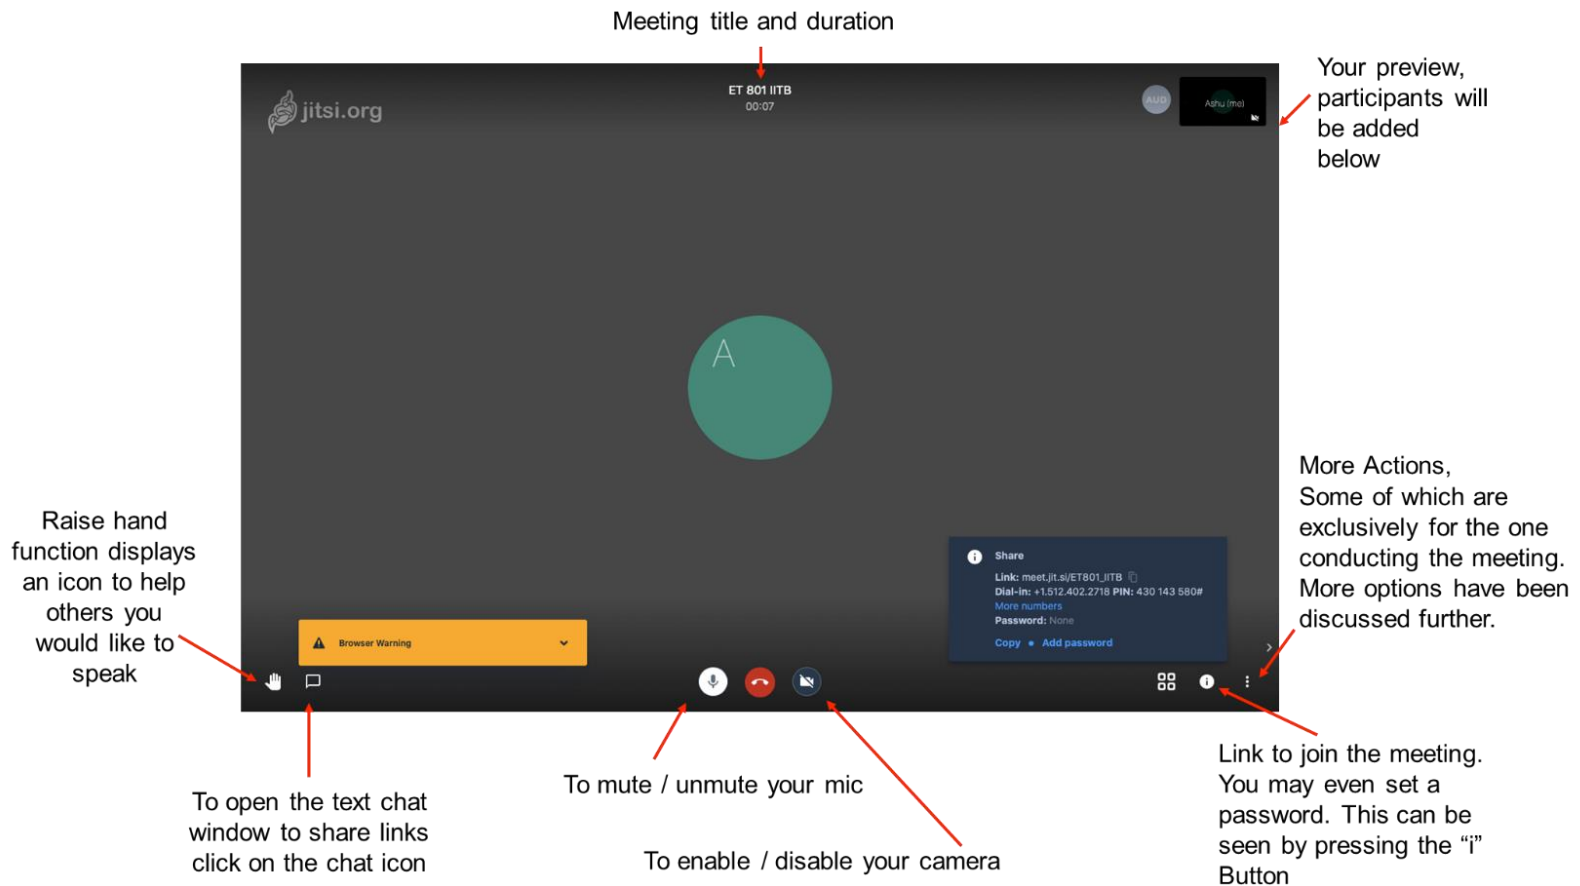 Meeting title and duration
Your preview,
participants will
be added
below
jitsi.org
ET 801 IITB
00:07
AUD
Ashu (me)
A
More Actions,
Some of which are
exclusively for the one
conducting the meeting.
More options have been
discussed further.
Raise hand
function displays
an icon to help
others you
would like to
speak
Share
Link: meet.jit.si/ET801_IITB
Dial-in: +1.512.402.2718 PIN: 430 143 580#
More numbers
Password: None
Copy • Add password
Browser Warning
To open the text chat
window to share links
click on the chat icon
To mute / unmute your mic
To enable / disable your camera
Link to join the meeting.
You may even set a
password. This can be
seen by pressing the “i”
Button